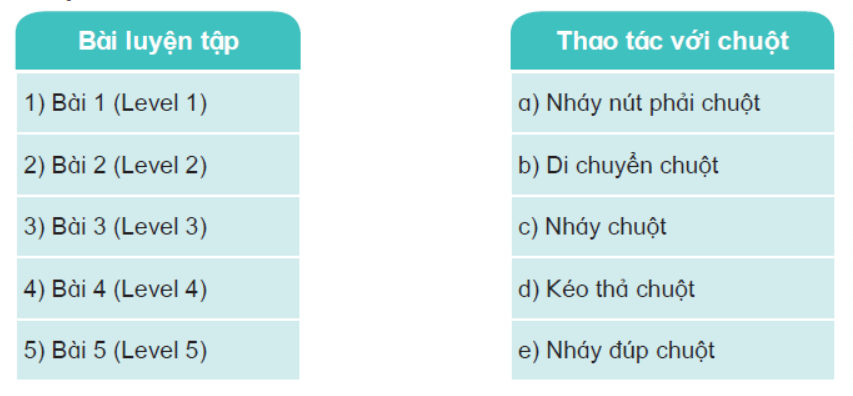 Bài luyện tập
1) Bài 1 (Level 1)
2) Bài 2 (Level 2)
3) Bài 3 (Level 3)
4) Bài 4 (Level 4)
5) Bài 5 (Level 5)
Thao tác với chuột
a) Nháy nút phải chuột
b) Di chuyển chuột
c) Nháy chuột
d) Kéo thả chuột
e) Nháy đúp chuột